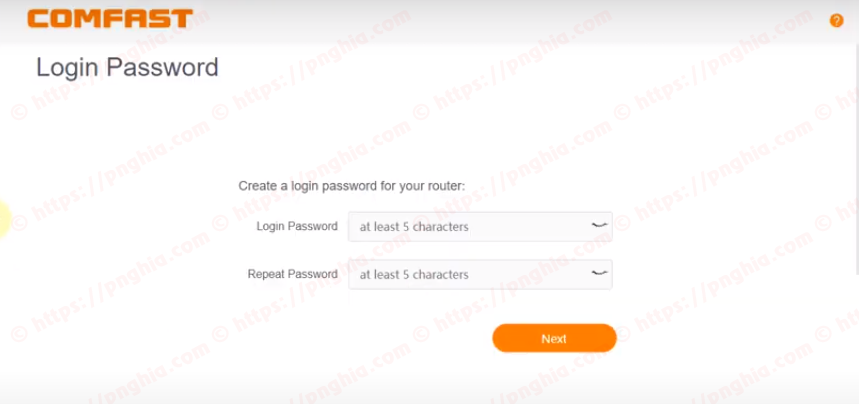 COMFAST
?
Login Password
Create a login password for your router:
Login Password at least 5 characters
Repeat Password at least 5 characters
Next
© https://pnghia.com